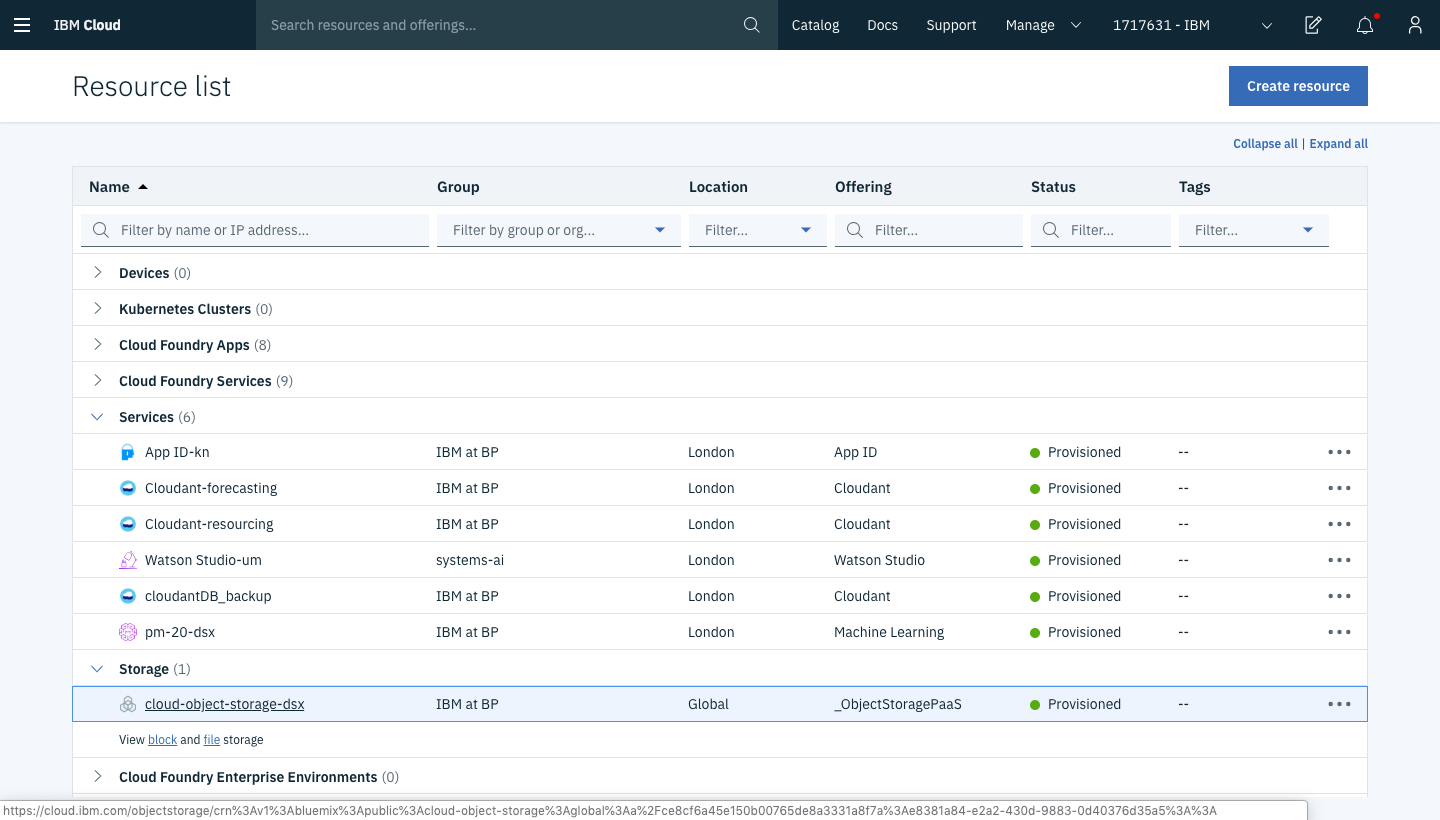 IBM Cloud Search resources and offerings... Catalog Docs Support Manage 1717631 - IBM
Resource list Create resource
Collapse all | Expand all
Name Group Location Offering Status Tags
Filter by name or IP address... Filter by group or org... Filter... Filter... Filter... Filter...
Devices (0)
Kubernetes Clusters (0)
Cloud Foundry Apps (8)
Cloud Foundry Services (9)
Services (6)
App ID-kn IBM at BP London App ID Provisioned --
Cloudant-forecasting IBM at BP London Cloudant Provisioned --
Cloudant-resourcing IBM at BP London Cloudant Provisioned --
Watson Studio-um systems-ai London Watson Studio Provisioned --
cloudantDB_backup IBM at BP London Cloudant Provisioned --
pm-20-dsx IBM at BP London Machine Learning Provisioned --
Storage (1)
cloud-object-storage-dsx IBM at BP Global _ObjectStoragePaaS Provisioned --
View block and file storage
Cloud Foundry Enterprise Environments (0)
https://cloud.ibm.com/objectstorage/crn%3Av1%3Abluemix%3Apublic%3Acloud-object-storage%3Aglobal%3Aa%2Fce8cf6a45e150b00765de8a3331a8f7a%3Ae8381a84-e2a2-430d-9883-0d40376d35a5%3A%3A